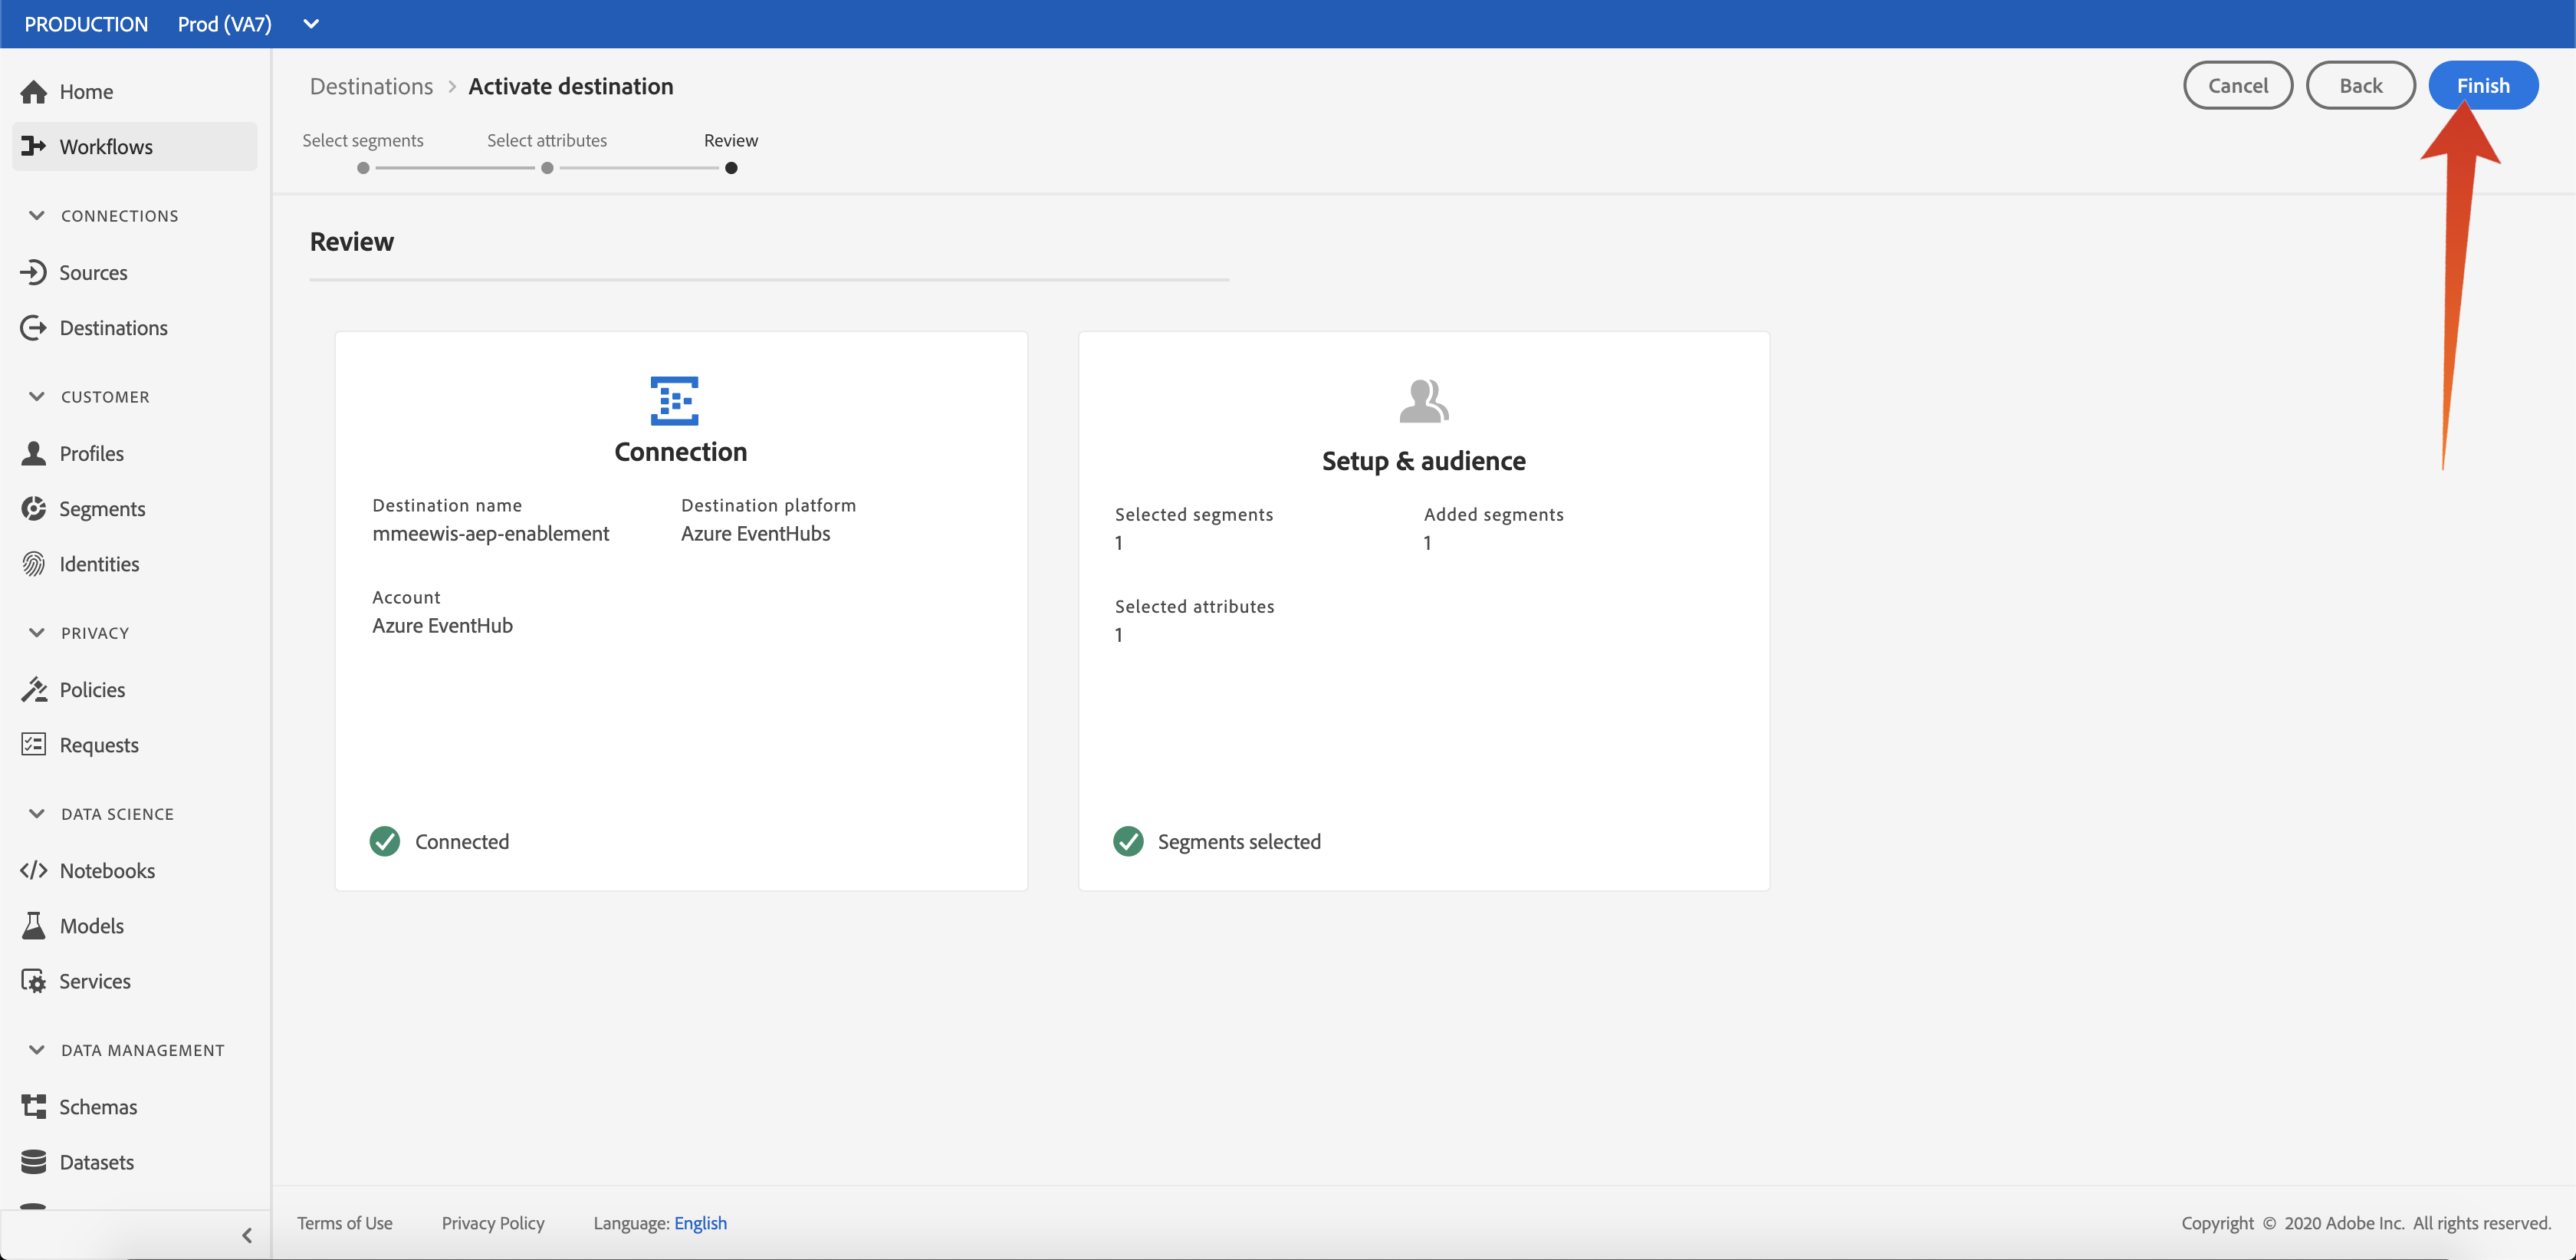 PRODUCTION Prod (VA7)
Home
Workflows
CONNECTIONS
Sources
Destinations
CUSTOMER
Profiles
Segments
Identities
PRIVACY
Policies
Requests
DATA SCIENCE
Notebooks
Models
Services
DATA MANAGEMENT
Schemas
Datasets
Destinations > Activate destination
Cancel Back Finish
Select segments Select attributes Review
Review
Connection
Destination name Destination platform
mmeewis-aep-enablement Azure EventHubs
Account
Azure EventHub
Connected
Setup & audience
Selected segments Added segments
1 1
Selected attributes
1
Segments selected
Terms of Use Privacy Policy Language: English
Copyright © 2020 Adobe Inc. All rights reserved.